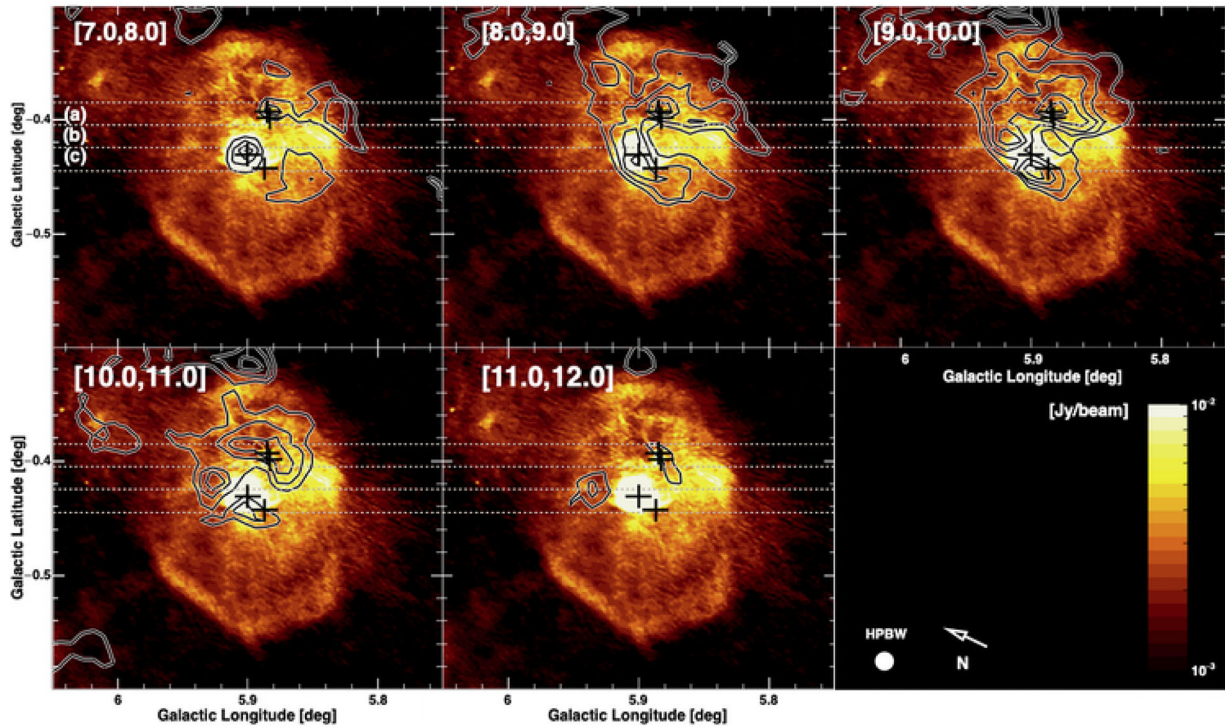 [7.0,8.0] [8.0,9.0] [9.0,10.0]
Galactic Latitude [deg]
-0.4
-0.5
(a)
(b)
(c)
6 5.9 5.8
Galactic Longitude [deg]
[10.0,11.0] [11.0,12.0]
Galactic Latitude [deg]
-0.4
-0.5
[Jy/beam] 10⁻²
HPBW
N
10⁻³
6 5.9 5.8
Galactic Longitude [deg]
6 5.9 5.8
Galactic Longitude [deg]